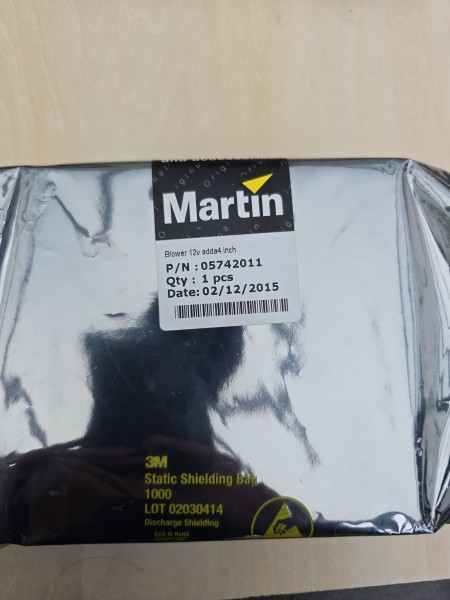 Martin
Blower 12v adda4 inch
P/N : 05742011
Qty : 1 pcs
Date: 02/12/2015
3M
Static Shielding Bag
1000
LOT 02030414
Discharge Shielding